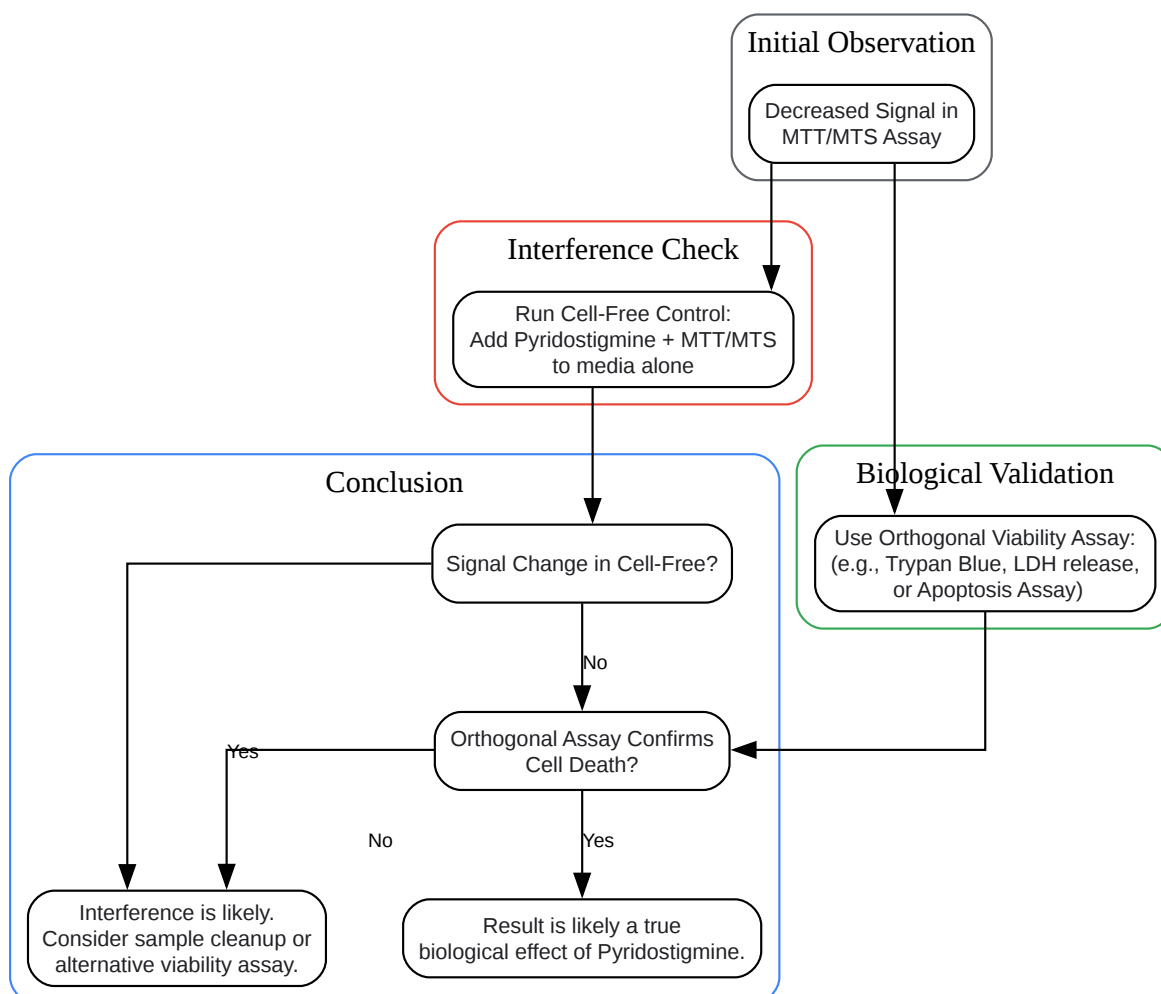 Initial Observation
Decreased Signal in
MTT/MTS Assay
Interference Check
Run Cell-Free Control:
Add Pyridostigmine + MTT/MTS
to media alone
Biological Validation
Use Orthogonal Viability Assay:
(e.g., Trypan Blue, LDH release,
or Apoptosis Assay)
Conclusion
Signal Change in Cell-Free?
No
Orthogonal Assay Confirms
Cell Death?
Yes
No
Yes
Interference is likely.
Consider sample cleanup or
alternative viability assay.
Result is likely a true
biological effect of Pyridostigmine.